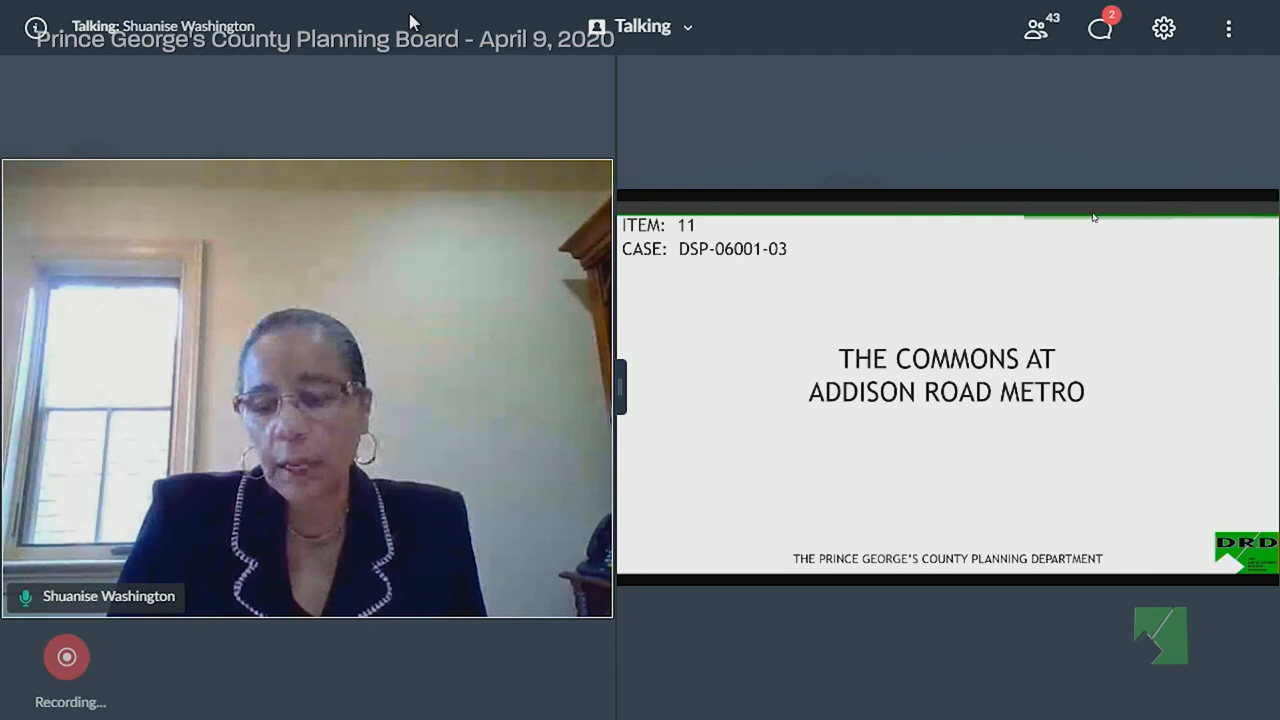 Talking: Shuanise Washington
Prince George's County Planning Board - April 9, 2020
Talking
43
2
ITEM: 11
CASE: DSP-06001-03
THE COMMONS AT
ADDISON ROAD METRO
THE PRINCE GEORGE'S COUNTY PLANNING DEPARTMENT
DRD
Shuanise Washington
Recording...